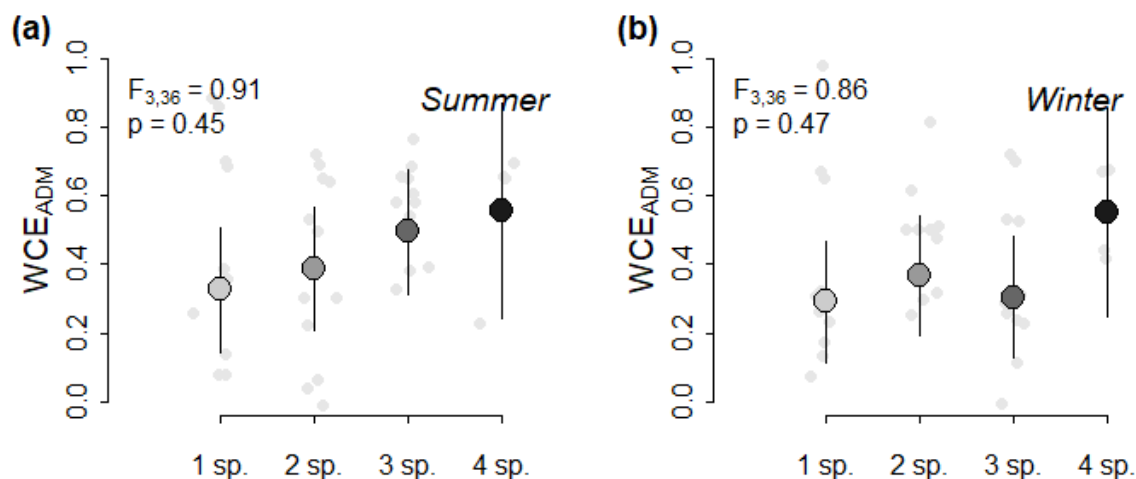 (a)
F3,36 = 0.91
p = 0.45
Summer
WCEADM
1.0
0.8
0.6
0.4
0.2
0.0
1 sp. 2 sp. 3 sp. 4 sp.
(b)
F3,36 = 0.86
p = 0.47
Winter
WCEADM
1.0
0.8
0.6
0.4
0.2
0.0
1 sp. 2 sp. 3 sp. 4 sp.